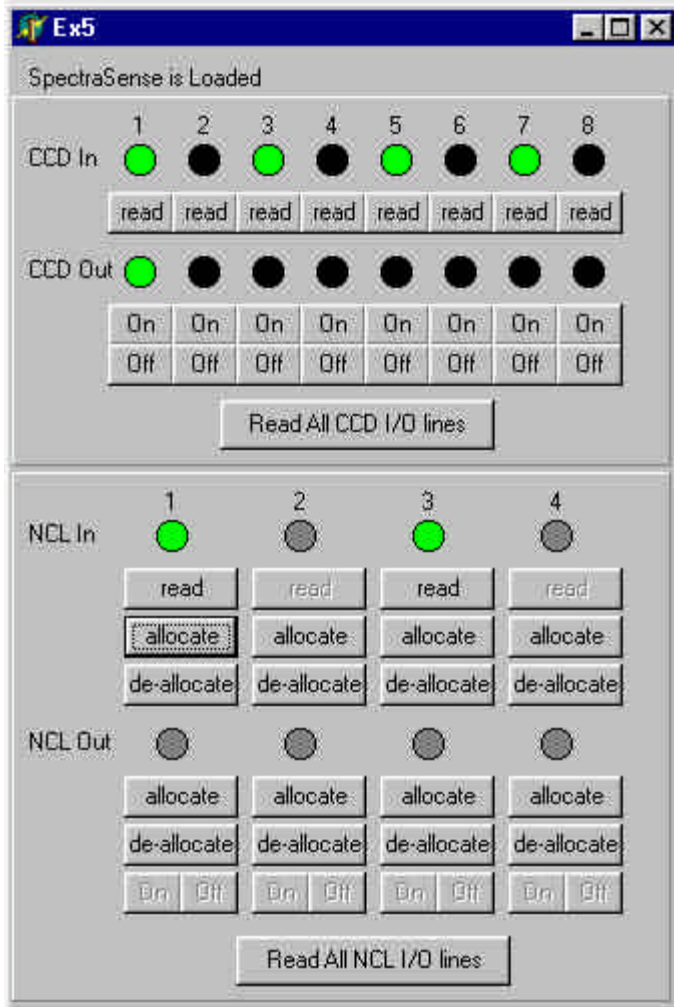 Ex5
SpectraSense is Loaded
1 2 3 4 5 6 7 8
CCD In
read read read read read read read read
CCD Out
On On On On On On On On
Off Off Off Off Off Off Off Off
Read All CCD I/O lines
1 2 3 4
NCL In
read read read read
allocate allocate allocate allocate
de-allocate de-allocate de-allocate de-allocate
NCL Out
allocate allocate allocate allocate
de-allocate de-allocate de-allocate de-allocate
On Off On Off On Off On Off
Read All NCL I/O lines